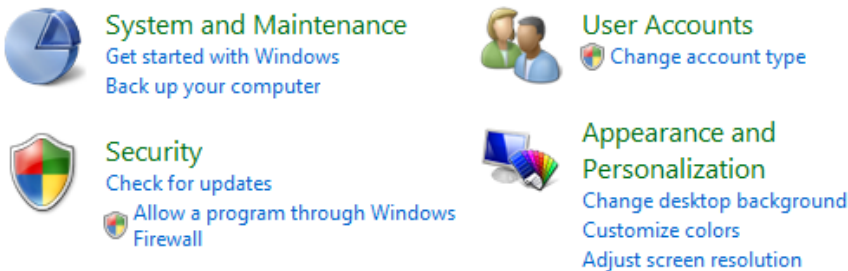 System and Maintenance
Get started with Windows
Back up your computer
Security
Check for updates
Allow a program through Windows
Firewall
User Accounts
Change account type
Appearance and
Personalization
Change desktop background
Customize colors
Adjust screen resolution